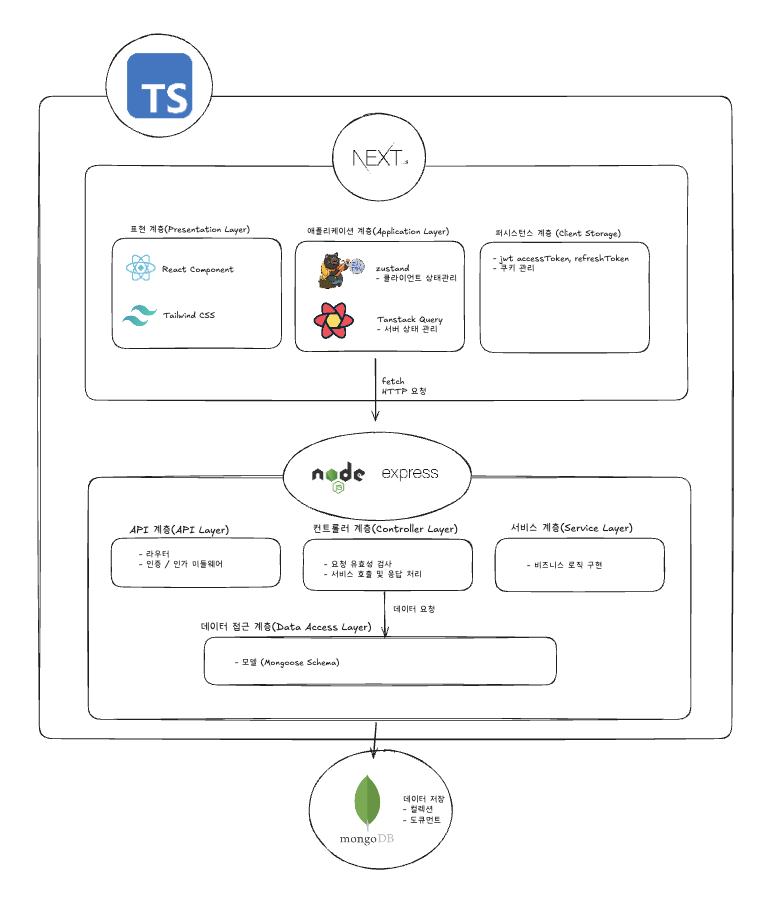 TS
NEXT.JS
표현 계층(Presentation Layer)
React Component
Tailwind CSS
애플리케이션 계층(Application Layer)
zustand
- 클라이언트 상태관리
Tanstack Query
- 서버 상태 관리
퍼시스턴스 계층 (Client Storage)
- jwt accessToken, refreshToken
- 쿠키 관리
fetch
HTTP 요청
node
JS
express
API 계층(API Layer)
- 라우터
- 인증 / 인가 미들웨어
컨트롤러 계층(Controller Layer)
- 요청 유효성 검사
- 서비스 호출 및 응답 처리
서비스 계층(Service Layer)
- 비즈니스 로직 구현
데이터 요청
데이터 접근 계층(Data Access Layer)
- 모델 (Mongoose Schema)
mongoDB
데이터 저장
- 컬렉션
- 도큐먼트